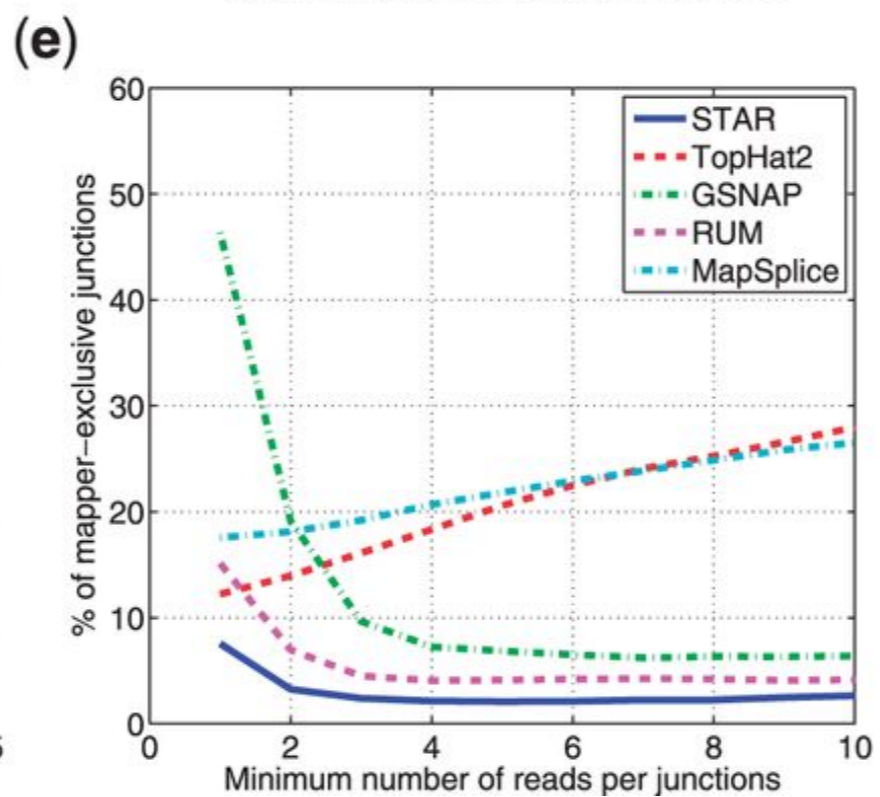 (e)
60
50
40
30
20
10
0
% of mapper–exclusive junctions
STAR
TopHat2
GSNAP
RUM
MapSplice
0 2 4 6 8 10
Minimum number of reads per junctions